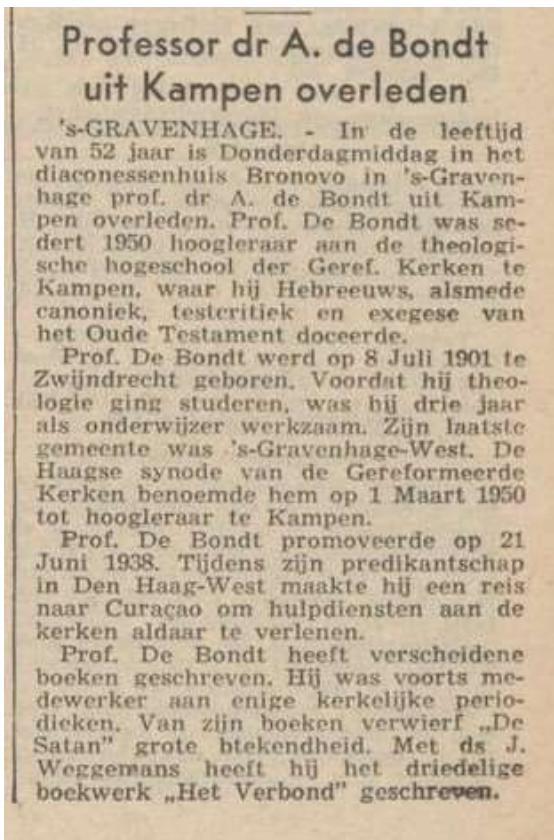 Professor dr A. de Bondt
uit Kampen overleden
's-GRAVENHAGE. - In de leeftijd
van 52 jaar is Donderdagmiddag in het
diaconessenhuis Bronovo in 's-Graven-
hage prof. dr A. de Bondt uit Kam-
pen overleden. Prof. De Bondt was se-
dert 1950 hoogleraar aan de theologi-
sche hogeschool der Geref. Kerken te
Kampen, waar hij Hebreeuws, alsmede
canoniek, testcritiek en exegese van
het Oude Testament doceerde.
Prof. De Bondt werd op 8 Juli 1901 te
Zwijndrecht geboren. Voordat hij theo-
logie ging studeren, was hij drie jaar
als onderwijzer werkzaam. Zijn laatste
gemeente was 's-Gravenhage-West. De
Haagse synode van de Gereformeerde
Kerken benoemde hem op 1 Maart 1950
tot hoogleraar te Kampen.
Prof. De Bondt promoveerde op 21
Juni 1938. Tijdens zijn predikantschap
in Den Haag-West maakte hij een reis
naar Curaçao om hulpdiensten aan de
kerken aldaar te verlenen.
Prof. De Bondt heeft verscheidene
boeken geschreven. Hij was voorts me-
dewerker aan enige kerkelijke perio-
dieken. Van zijn boeken verwierf „De
Satan" grote btekendheid. Met ds J.
Weggemans heeft hij het driedelige
boekwerk „Het Verbond" geschreven.